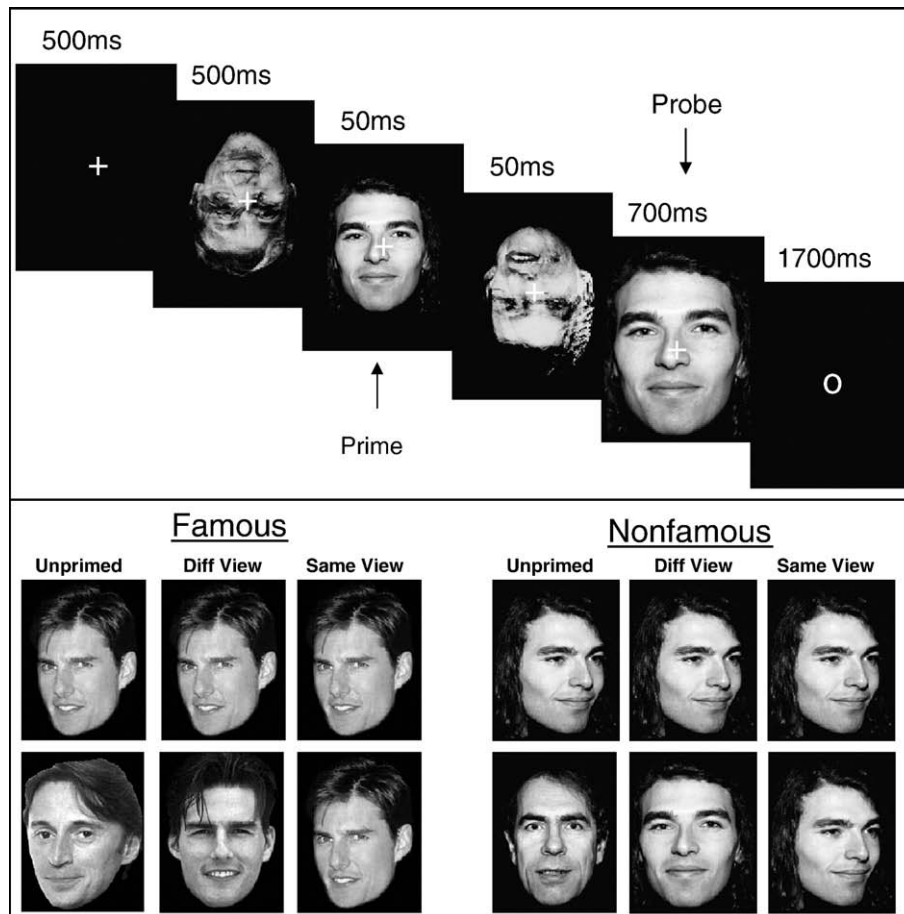 500ms
500ms
50ms
Probe
50ms
700ms
1700ms
Prime
o
Famous
Nonfamous
Unprimed Diff View Same View
Unprimed Diff View Same View